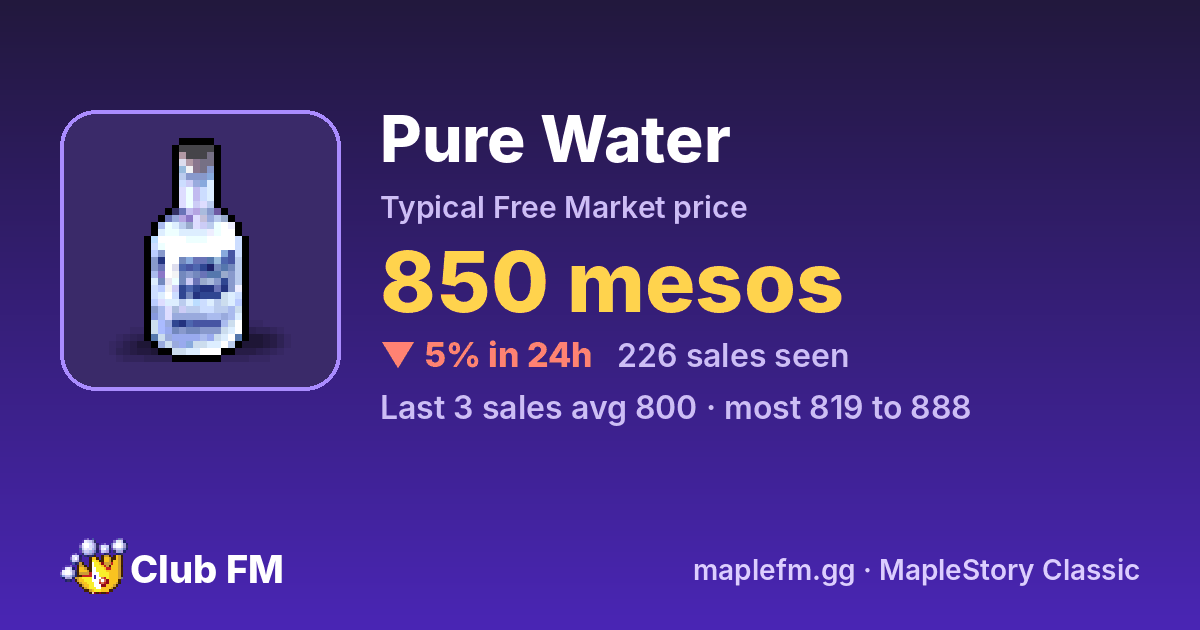 Pure Water
Typical Free Market price
850 mesos
▼ 5% in 24h 226 sales seen
Last 3 sales avg 800 · most 819 to 888
Club FM
maplefm.gg · MapleStory Classic